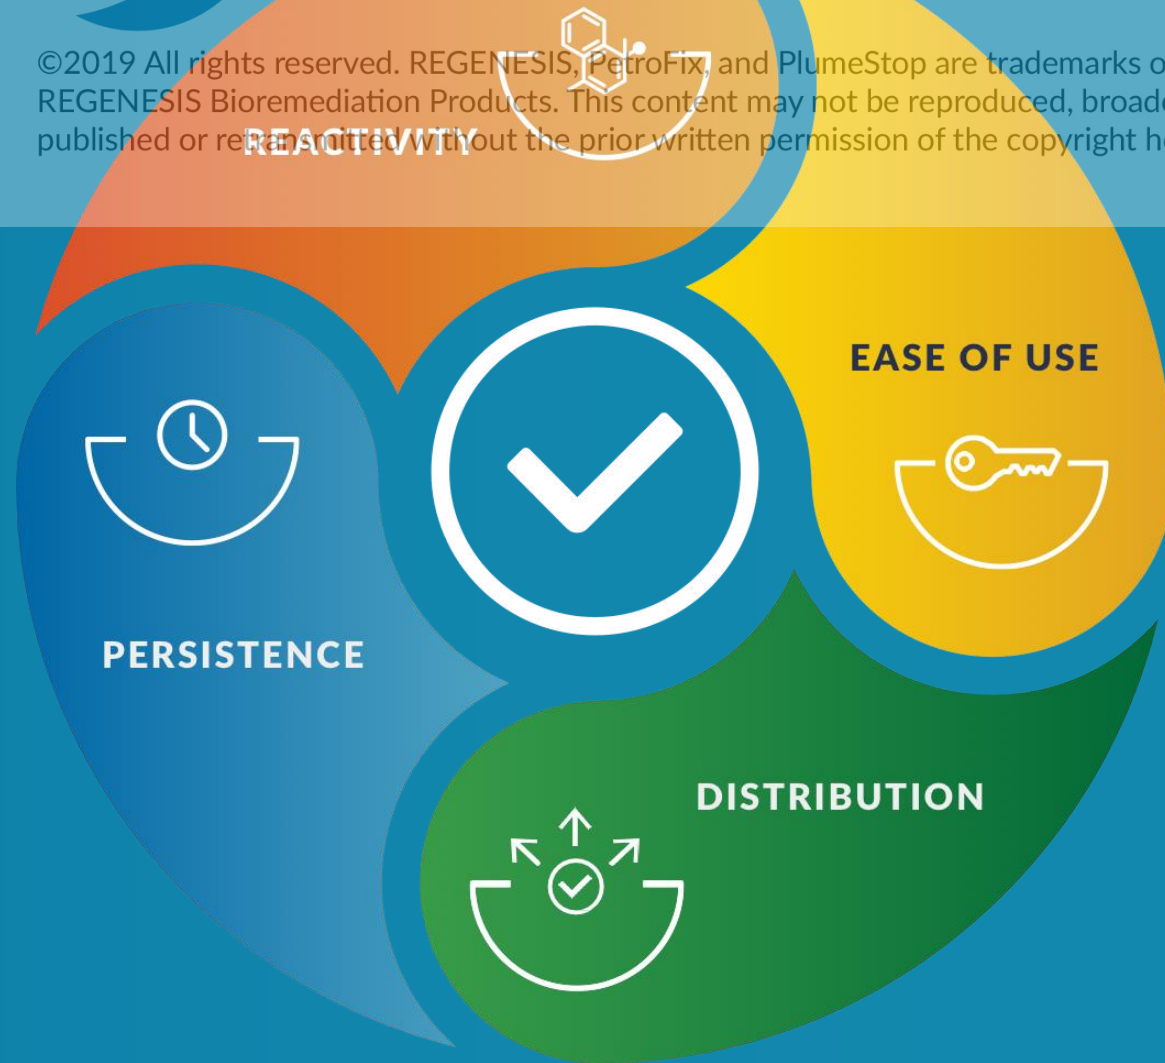 ©2019 All rights reserved. REGENESIS, PetroFix, and PlumeStop are trademarks
REGENESIS Bioremediation Products. This content may not be reproduced,
published or retransmitted without the prior written permission of the copyright
REACTIVITY
EASE OF USE
PERSISTENCE
DISTRIBUTION